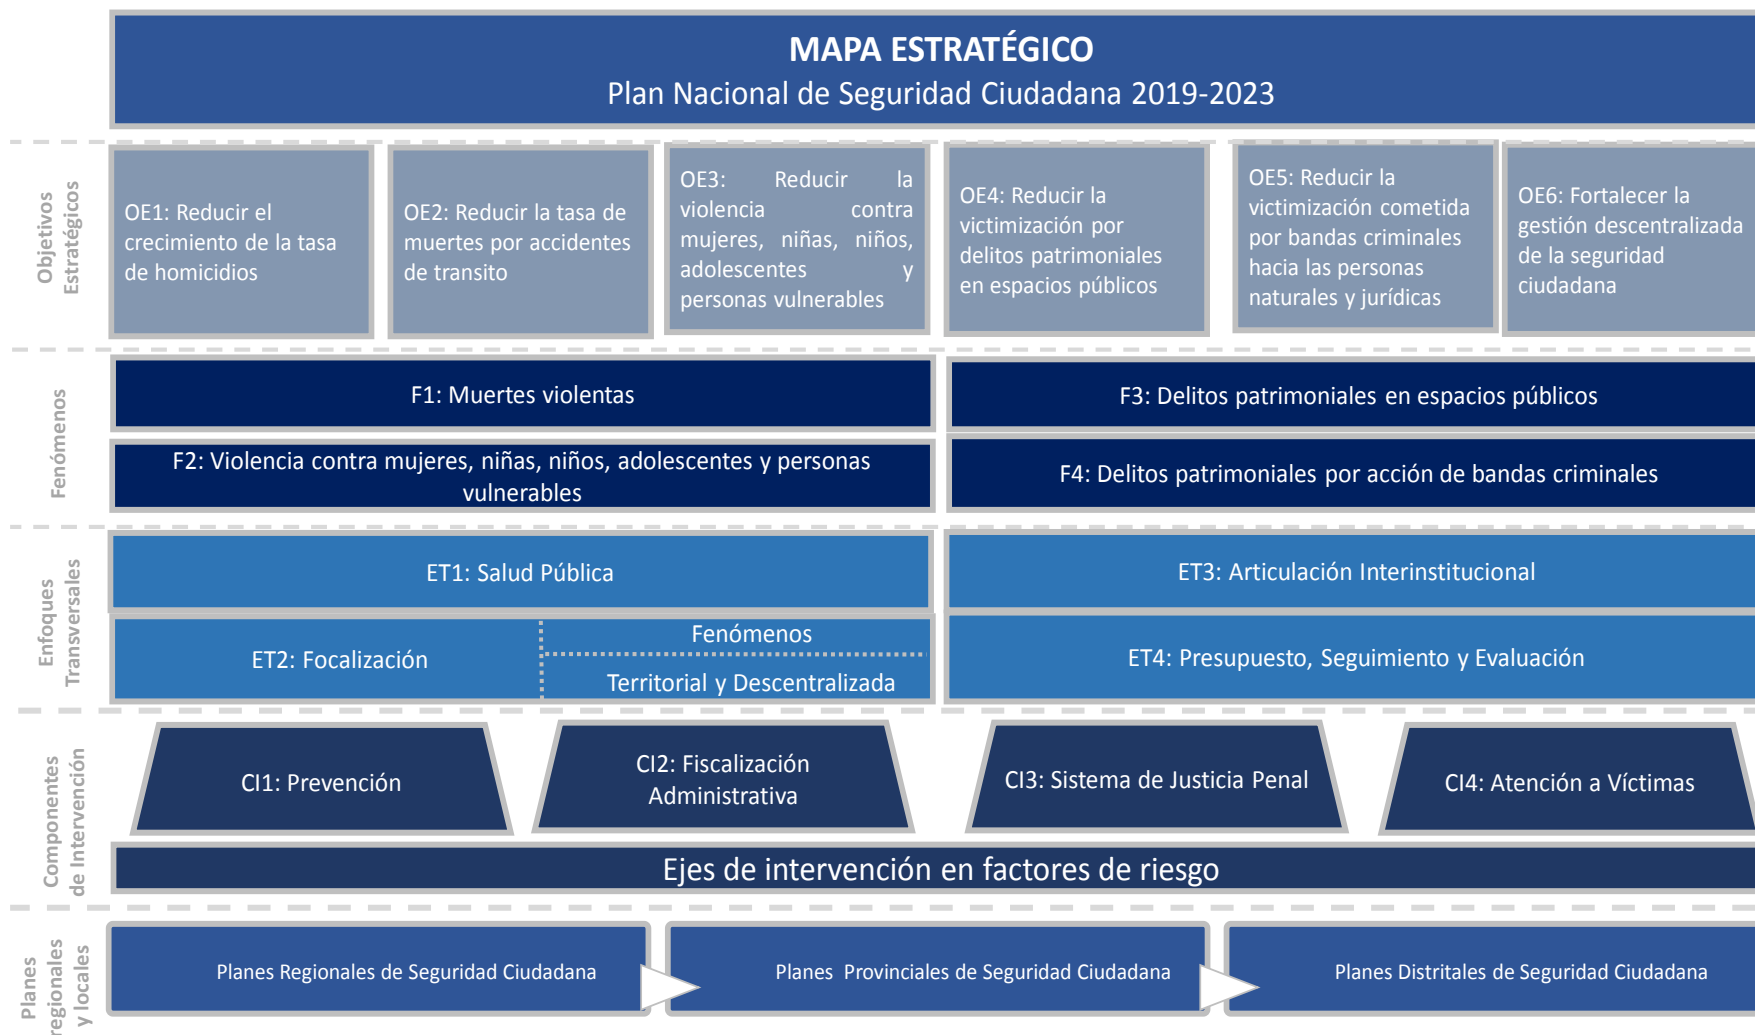 MAPA ESTRATÉGICO
Plan Nacional de Seguridad Ciudadana 2019-2023
Objetivos
Estratégicos
OE1: Reducir el
crecimiento de la tasa
de homicidios
OE2: Reducir la tasa de
muertes por accidentes
de transito
OE3: Reducir la
violencia contra
mujeres, niñas, niños,
adolescentes y
personas vulnerables
OE4: Reducir la
victimización por
delitos patrimoniales
en espacios públicos
OE5: Reducir la
victimización cometida
por bandas criminales
hacia las personas
naturales y jurídicas
OE6: Fortalecer la
gestión descentralizada
de la seguridad
ciudadana
Fenómenos
F1: Muertes violentas
F3: Delitos patrimoniales en espacios públicos
F2: Violencia contra mujeres, niñas, niños, adolescentes y personas
vulnerables
F4: Delitos patrimoniales por acción de bandas criminales
Enfoques
Transversales
ET1: Salud Pública
ET3: Articulación Interinstitucional
ET2: Focalización
Fenómenos
Territorial y Descentralizada
ET4: Presupuesto, Seguimiento y Evaluación
Componentes
de Intervención
CI1: Prevención
CI2: Fiscalización
Administrativa
CI3: Sistema de Justicia Penal
CI4: Atención a Víctimas
Ejes de intervención en factores de riesgo
Planes
regionales
y locales
Planes Regionales de Seguridad Ciudadana
Planes Provinciales de Seguridad Ciudadana
Planes Distritales de Seguridad Ciudadana